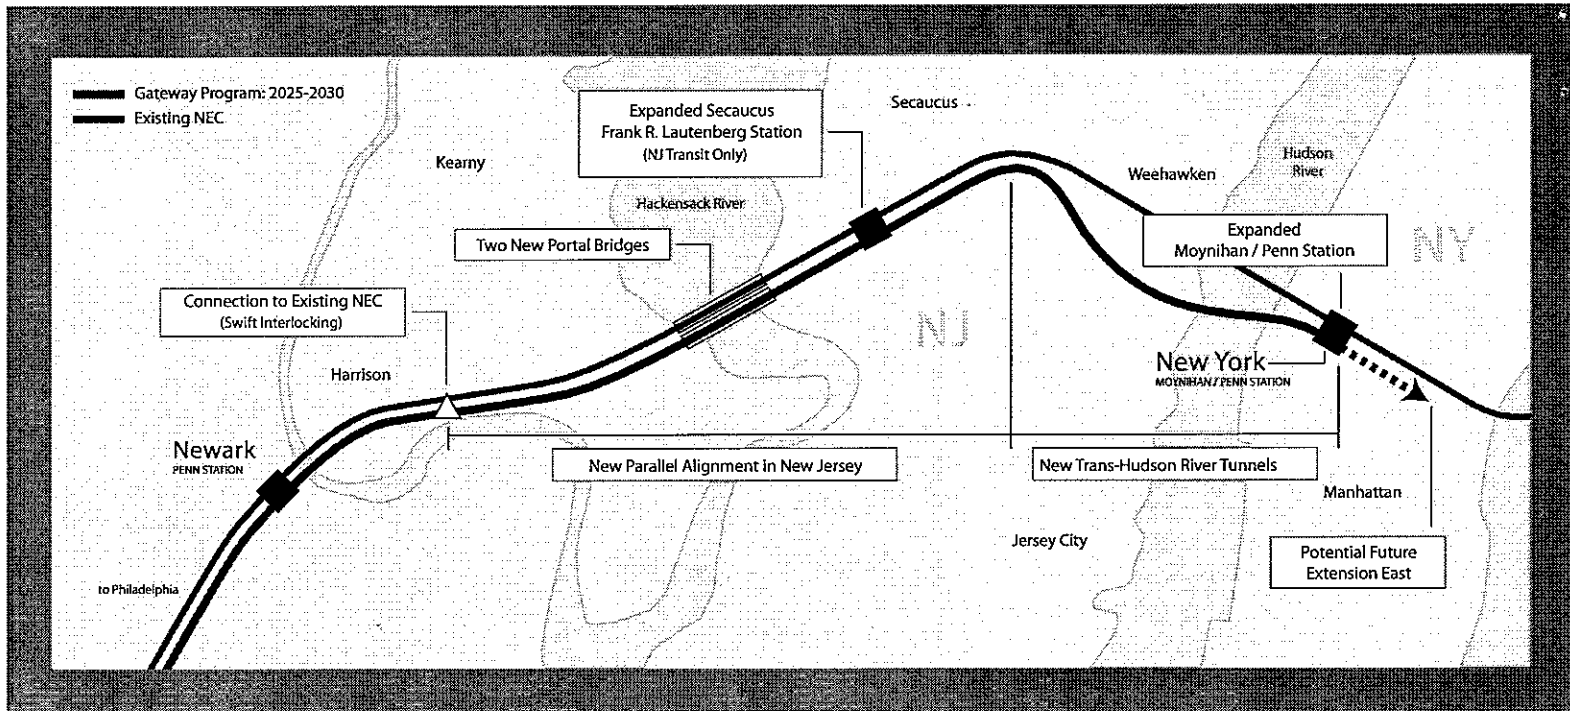 Gateway Program: 2025-2030
Existing NEC
Kearny
Expanded Secaucus
Frank R. Lautenberg Station
(NJ Transit Only)
Secaucus
Hudson
River
Weehawken
Hackensack River
Two New Portal Bridges
Expanded
Moynihan / Penn Station
NY
Connection to Existing NEC
(Swift Interlocking)
NJ
Harrison
New York
MOYNIHAN / PENN STATION
Newark
PENN STATION
New Parallel Alignment in New Jersey
New Trans-Hudson River Tunnels
Manhattan
Jersey City
Potential Future
Extension East
to Philadelphia